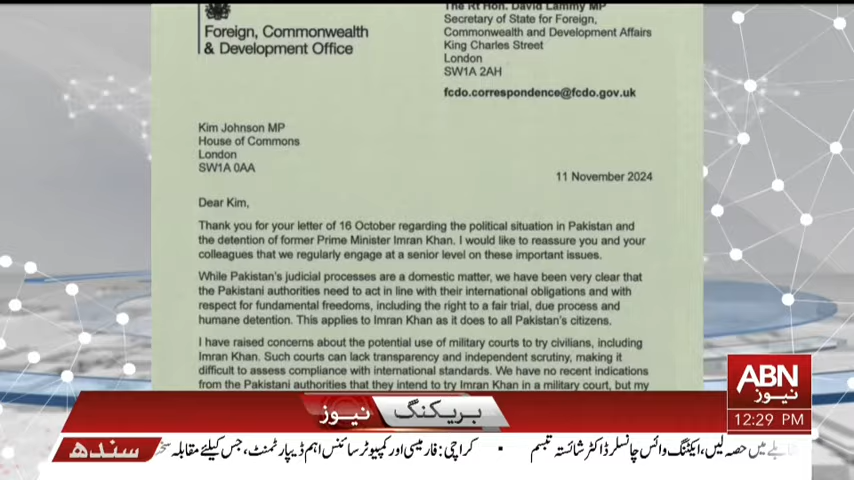 Foreign, Commonwealth
& Development Office
The Rt Hon. David Lammy MP
Secretary of State for Foreign,
Commonwealth and Development Affairs
King Charles Street
London
SW1A 2AH
fcdo.correspondence@fcdo.gov.uk
Kim Johnson MP
House of Commons
London
SW1A 0AA
11 November 2024
Dear Kim,
Thank you for your letter of 16 October regarding the political situation in Pakistan and
the detention of former Prime Minister Imran Khan. I would like to reassure you and your
colleagues that we regularly engage at a senior level on these important issues.
While Pakistan's judicial processes are a domestic matter, we have been very clear that
the Pakistani authorities need to act in line with their international obligations and with
respect for fundamental freedoms, including the right to a fair trial, due process and
humane detention. This applies to Imran Khan as it does to all Pakistan's citizens.
I have raised concerns about the potential use of military courts to try civilians, including
Imran Khan. Such courts can lack transparency and independent scrutiny, making it
difficult to assess compliance with international standards. We have no recent indications
from the Pakistani authorities that they intend to try Imran Khan in a military court, but my
ABN
نیوز
12:29 PM
بریکنگ نیوز
میں حصہ لیں، ایکٹنگ وائس چانسلر ڈاکٹر شائستہ تبسم
کراچی: فارمیسی اور کمپیوٹر سائنس اہم ڈیپارٹمنٹ، جس کیلئے مقابلہ
سندھ